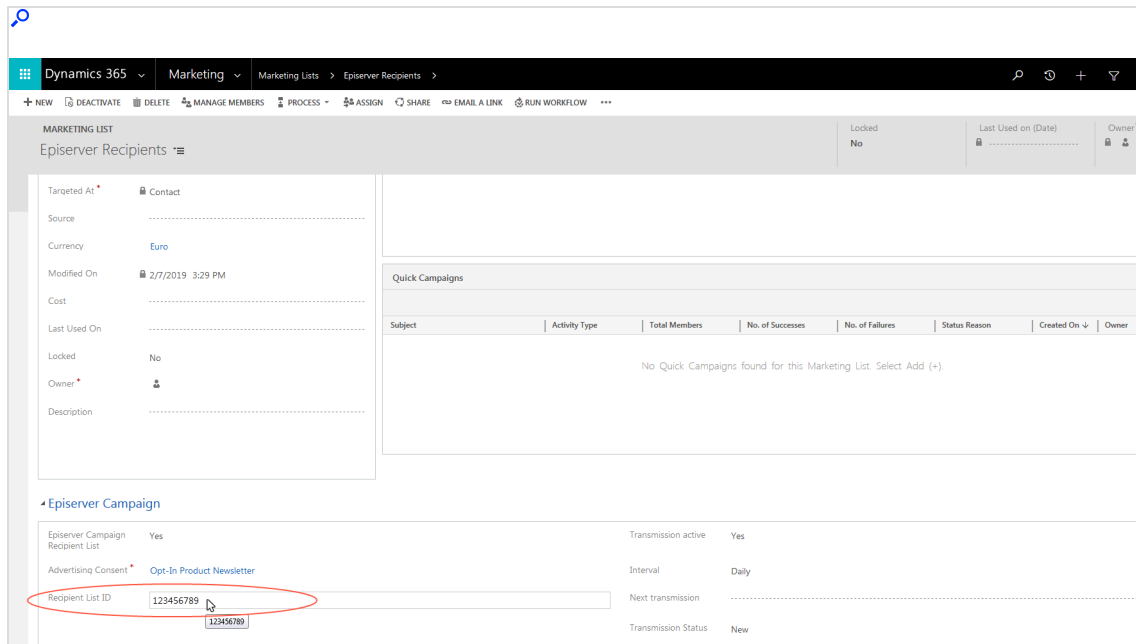 Dynamics 365 Marketing Marketing Lists > Episerver Recipients >
NEW DEACTIVATE DELETE MANAGE MEMBERS PROCESS ASSIGN SHARE EMAIL A LINK RUN WORKFLOW ...
MARKETING LIST
Episerver Recipients
Locked
No
Last Used on (Date)
Owner
Targeted At* Contact
Source
Currency Euro
Modified On 2/7/2019 3:29 PM
Cost
Last Used On
Locked No
Owner*
Description
Quick Campaigns
Subject Activity Type Total Members No. of Successes No. of Failures Status Reason Created On ↓ Owner
No Quick Campaigns found for this Marketing List. Select Add (+).
Episerver Campaign
Episerver Campaign
Recipient List
Yes
Advertising Consent* Opt-In Product Newsletter
Recipient List ID 123456789
123456789
Transmission active Yes
Interval Daily
Next transmission
Transmission Status New